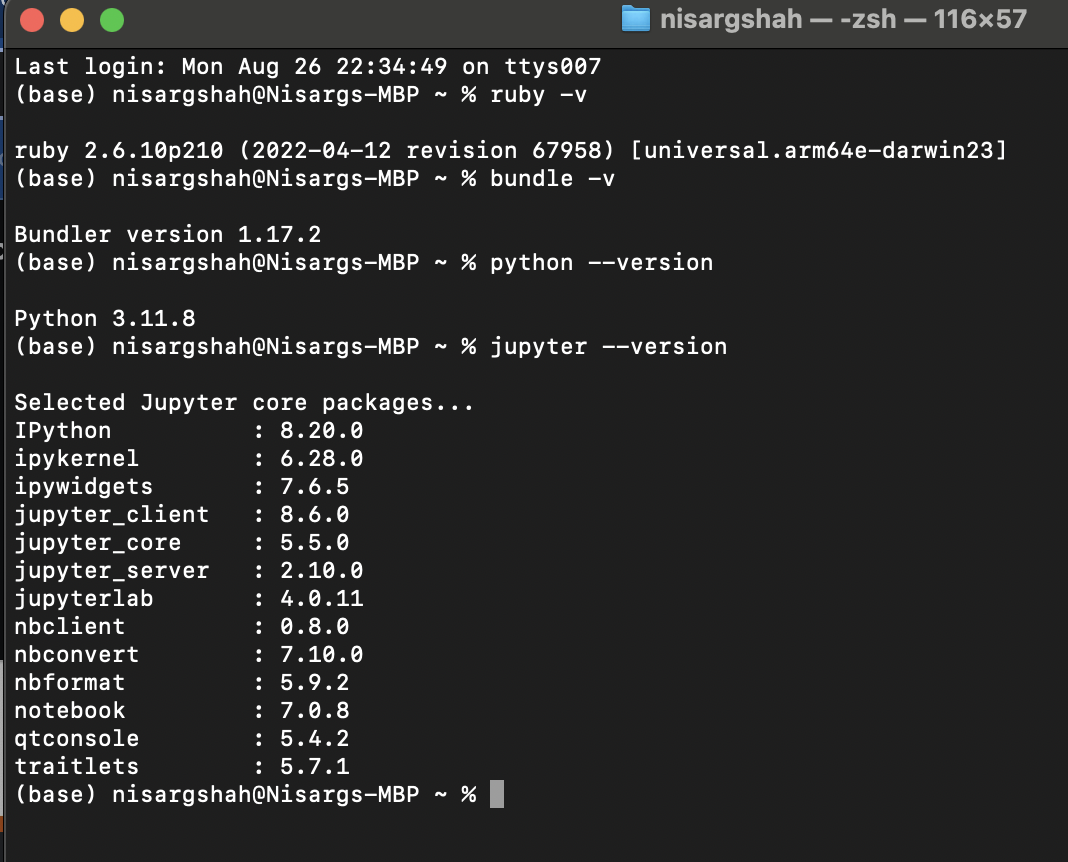 nisargshah — -zsh — 116×57
Last login: Mon Aug 26 22:34:49 on ttys007
(base) nisargshah@Nisargs-MBP ~ % ruby -v
ruby 2.6.10p210 (2022-04-12 revision 67958) [universal.arm64e-darwin23]
(base) nisargshah@Nisargs-MBP ~ % bundle -v
Bundler version 1.17.2
(base) nisargshah@Nisargs-MBP ~ % python --version
Python 3.11.8
(base) nisargshah@Nisargs-MBP ~ % jupyter --version
Selected Jupyter core packages...
IPython          : 8.20.0
ipykernel        : 6.28.0
ipywidgets       : 7.6.5
jupyter_client   : 8.6.0
jupyter_core     : 5.5.0
jupyter_server   : 2.10.0
jupyterlab       : 4.0.11
nbclient         : 0.8.0
nbconvert        : 7.10.0
nbformat         : 5.9.2
notebook         : 7.0.8
qtconsole        : 5.4.2
traitlets        : 5.7.1
(base) nisargshah@Nisargs-MBP ~ %